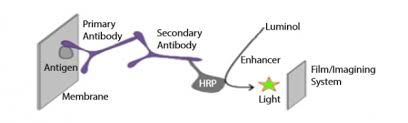 Primary
Antibody
Secondary
Antibody
Luminol
Antigen
Enhancer
HRP
Film/Imagining
System
Membrane
Light